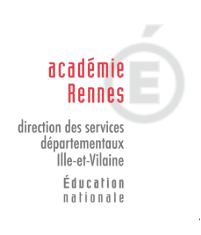 académie
Rennes
É
direction des services
départementaux
Ille-et-Vilaine
Éducation
nationale